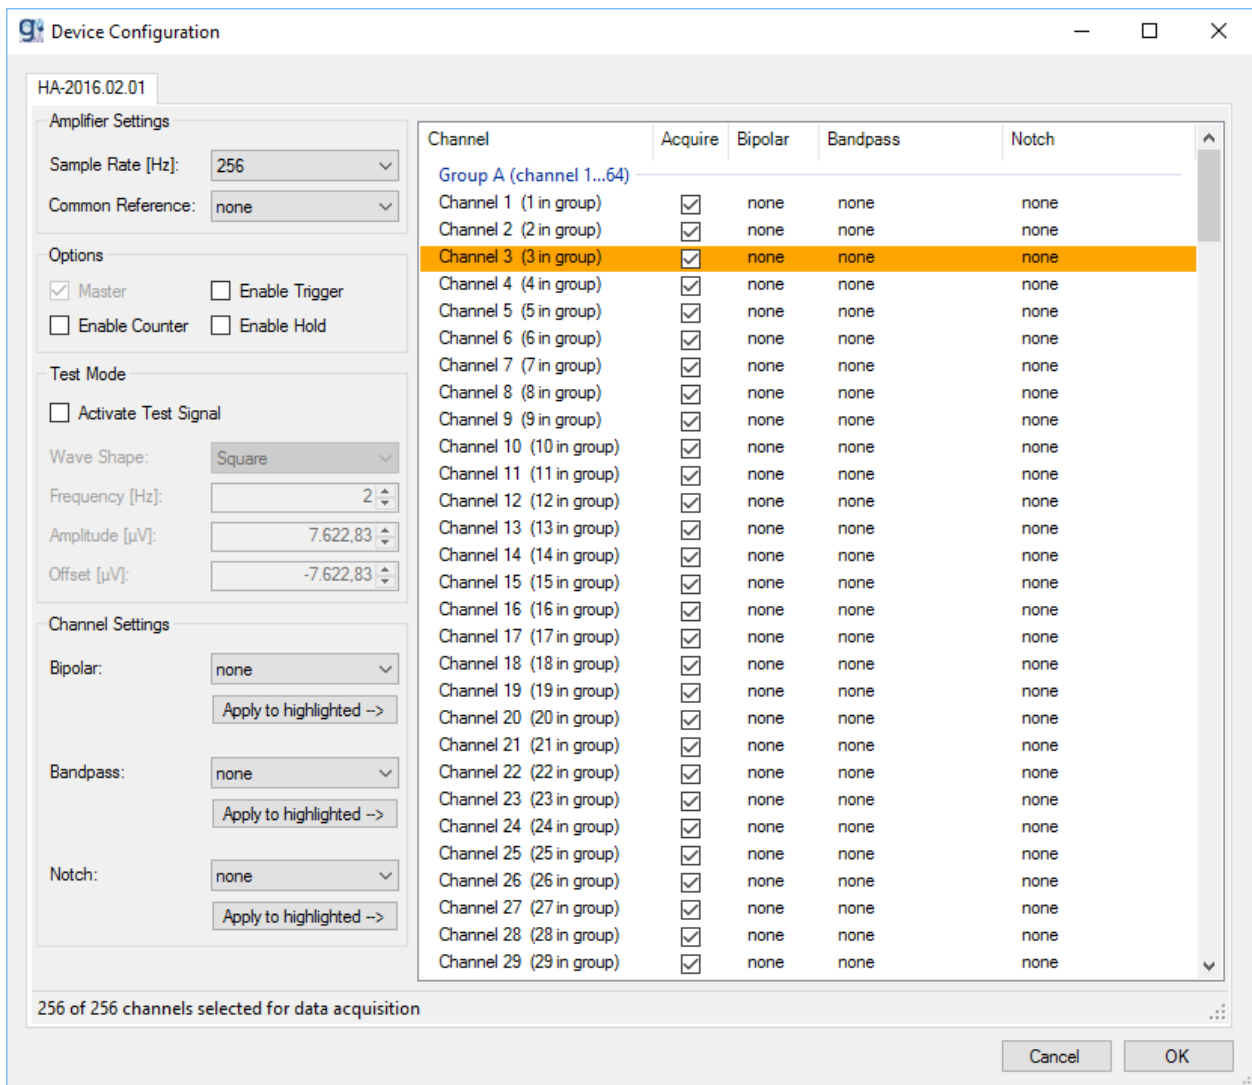 Device Configuration
HA-2016.02.01
Amplifier Settings
Sample Rate [Hz]: 256
Common Reference: none
Options
Master Enable Trigger
Enable Counter Enable Hold
Test Mode
Activate Test Signal
Wave Shape: Square
Frequency [Hz]: 2
Amplitude [µV]: 7.622,83
Offset [µV]: -7.622,83
Channel Settings
Bipolar: none
Apply to highlighted -->
Bandpass: none
Apply to highlighted -->
Notch: none
Apply to highlighted -->
Channel Acquire Bipolar Bandpass Notch
Group A (channel 1...64)
Channel 1 (1 in group) none none none
Channel 2 (2 in group) none none none
Channel 3 (3 in group) none none none
Channel 4 (4 in group) none none none
Channel 5 (5 in group) none none none
Channel 6 (6 in group) none none none
Channel 7 (7 in group) none none none
Channel 8 (8 in group) none none none
Channel 9 (9 in group) none none none
Channel 10 (10 in group) none none none
Channel 11 (11 in group) none none none
Channel 12 (12 in group) none none none
Channel 13 (13 in group) none none none
Channel 14 (14 in group) none none none
Channel 15 (15 in group) none none none
Channel 16 (16 in group) none none none
Channel 17 (17 in group) none none none
Channel 18 (18 in group) none none none
Channel 19 (19 in group) none none none
Channel 20 (20 in group) none none none
Channel 21 (21 in group) none none none
Channel 22 (22 in group) none none none
Channel 23 (23 in group) none none none
Channel 24 (24 in group) none none none
Channel 25 (25 in group) none none none
Channel 26 (26 in group) none none none
Channel 27 (27 in group) none none none
Channel 28 (28 in group) none none none
Channel 29 (29 in group) none none none
256 of 256 channels selected for data acquisition
Cancel OK